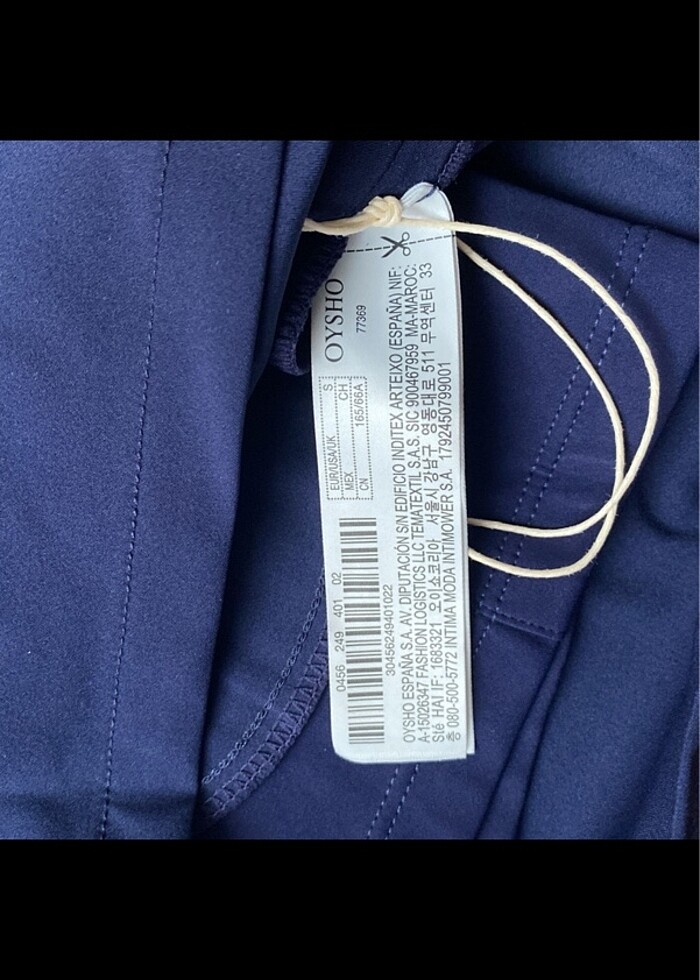 OYSHO
77369
EUR/USA/UK S
MEX CH
CN 165/66A
0456 249 401 02
30456249401022
OYSHO ESPAÑA S.A. AV. DIPUTACIÓN S/N EDIFICIO INDITEX ARTEIXO (ESPAÑA) NIF:
A-15026347 FASHION LOGISTICS LLC TEMATEXTIL S.A.S. SIC 900467959 MA-MAROC:
Sté HAI IF: 1683321 오이쇼코리아 서울시 강남구 영동대로 511 무역센터 33
층 080-500-5772 INTIMA MODA INTIMOWER S.A. 1792450799001